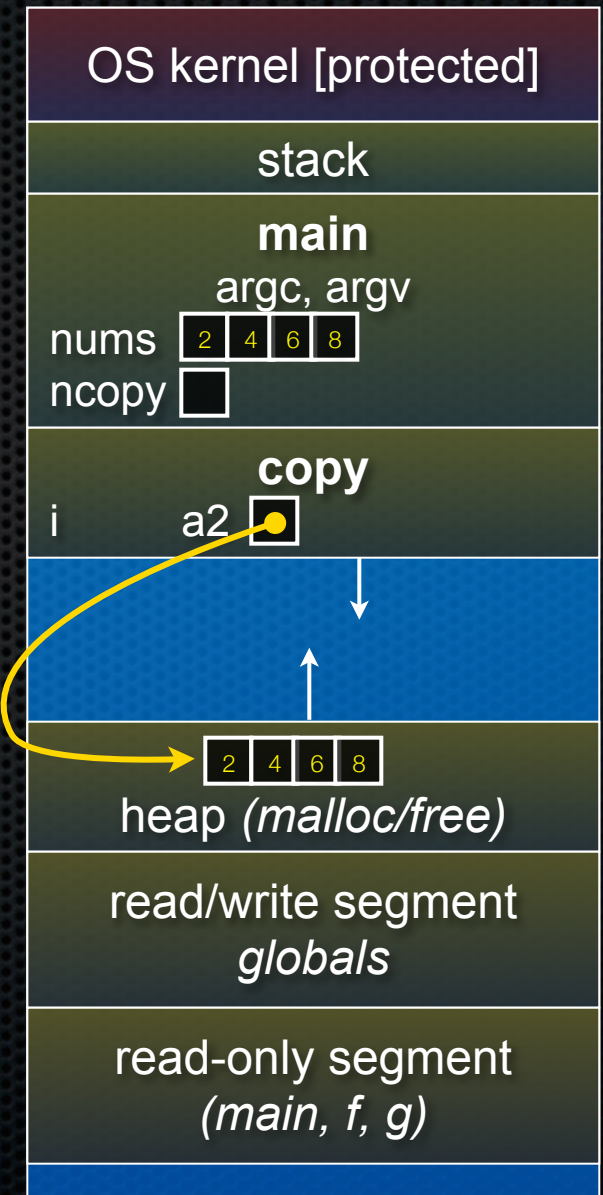 OS kernel [protected]
stack
main
argc, argv
nums 2 4 6 8
ncopy
copy
i a2
2 4 6 8
heap (malloc/free)
read/write segment
globals
read-only segment
(main, f, g)